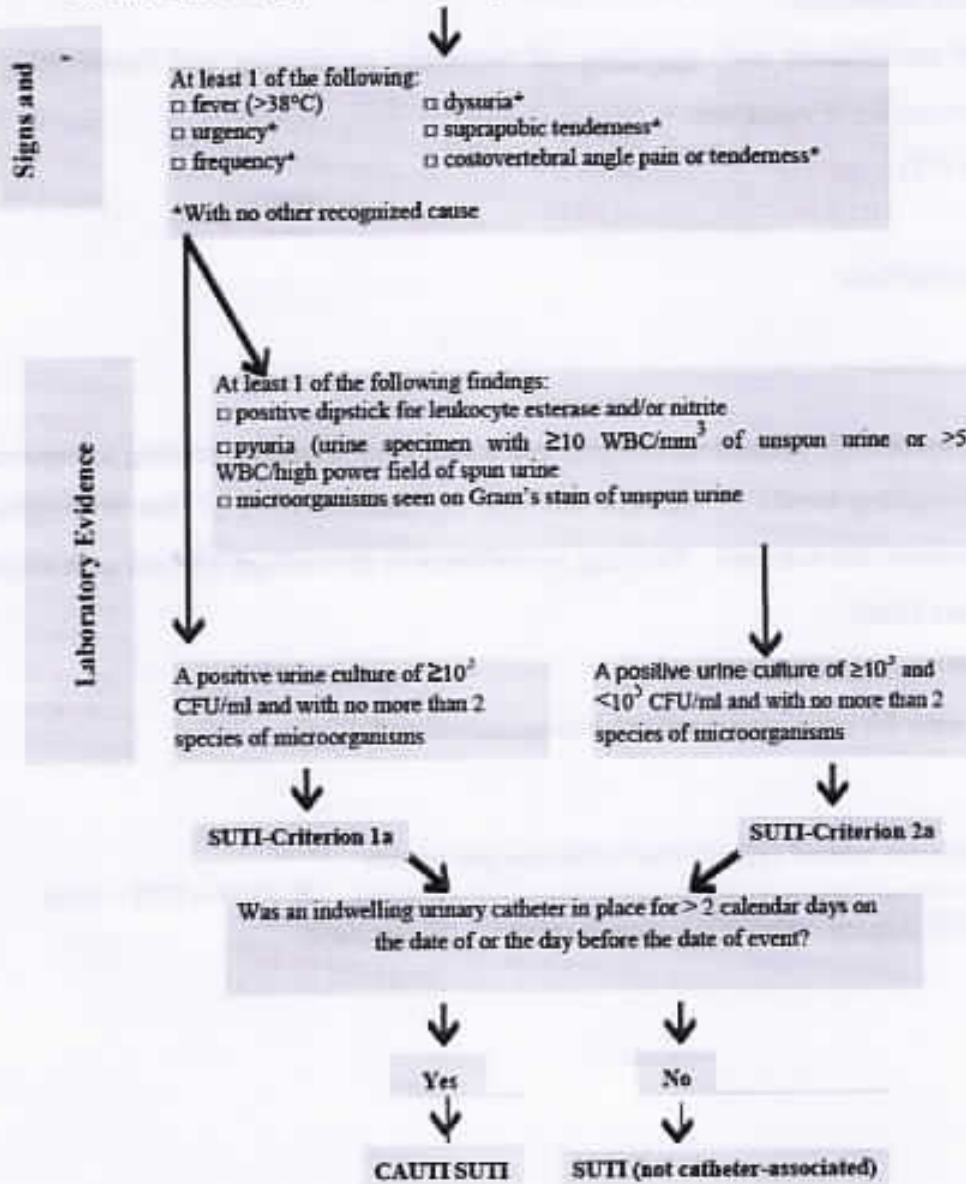 Signs and
At least 1 of the following:
□ fever (>38°C) □ dysuria*
□ urgency* □ suprapubic tenderness*
□ frequency* □ costovertebral angle pain or tenderness*
*With no other recognized cause
Laboratory Evidence
At least 1 of the following findings:
□ positive dipstick for leukocyte esterase and/or nitrite
□ pyuria (urine specimen with ≥10 WBC/mm³ of unspun urine or >5
WBC/high power field of spun urine
□ microorganisms seen on Gram's stain of unspun urine
A positive urine culture of ≥10
CFU/ml and with no more than 2
species of microorganisms
A positive urine culture of ≥10 and
<10 CFU/ml and with no more than 2
species of microorganisms
SUTI-Criterion 1a
SUTI-Criterion 2a
Was an indwelling urinary catheter in place for > 2 calendar days on
the date of or the day before the date of event?
Yes
No
CAUTI SUTI
SUTI (not catheter-associated)